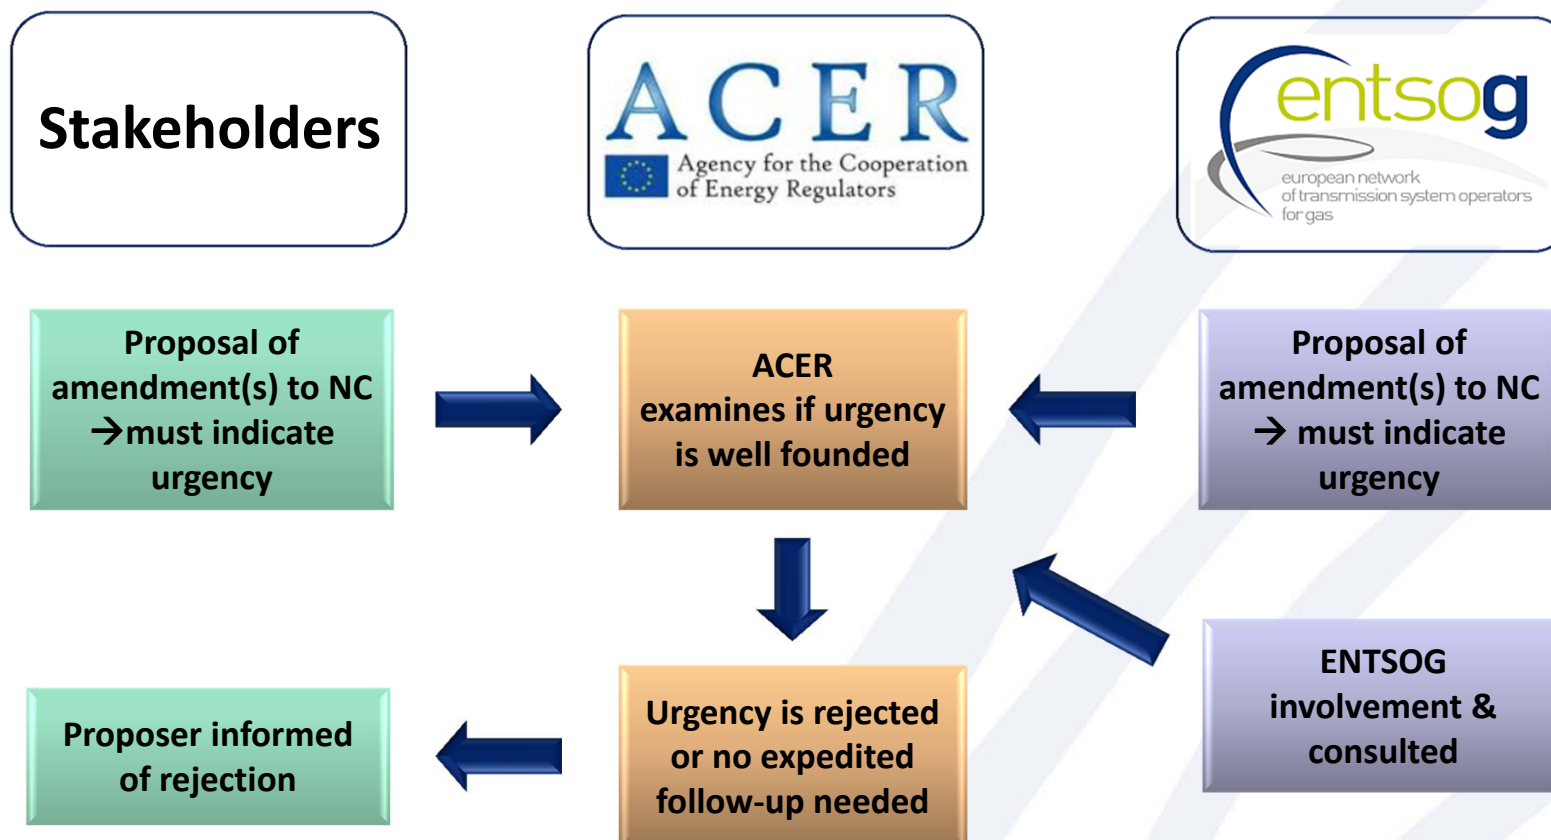 Stakeholders
ACER
Agency for the Cooperation
of Energy Regulators
entsog
european network
of transmission system operators
for gas
Proposal of
amendment(s) to NC
→must indicate
urgency
ACER
examines if urgency
is well founded
Proposal of
amendment(s) to NC
→ must indicate
urgency
Proposer informed
of rejection
Urgency is rejected
or no expedited
follow-up needed
ENTSOG
involvement &
consulted